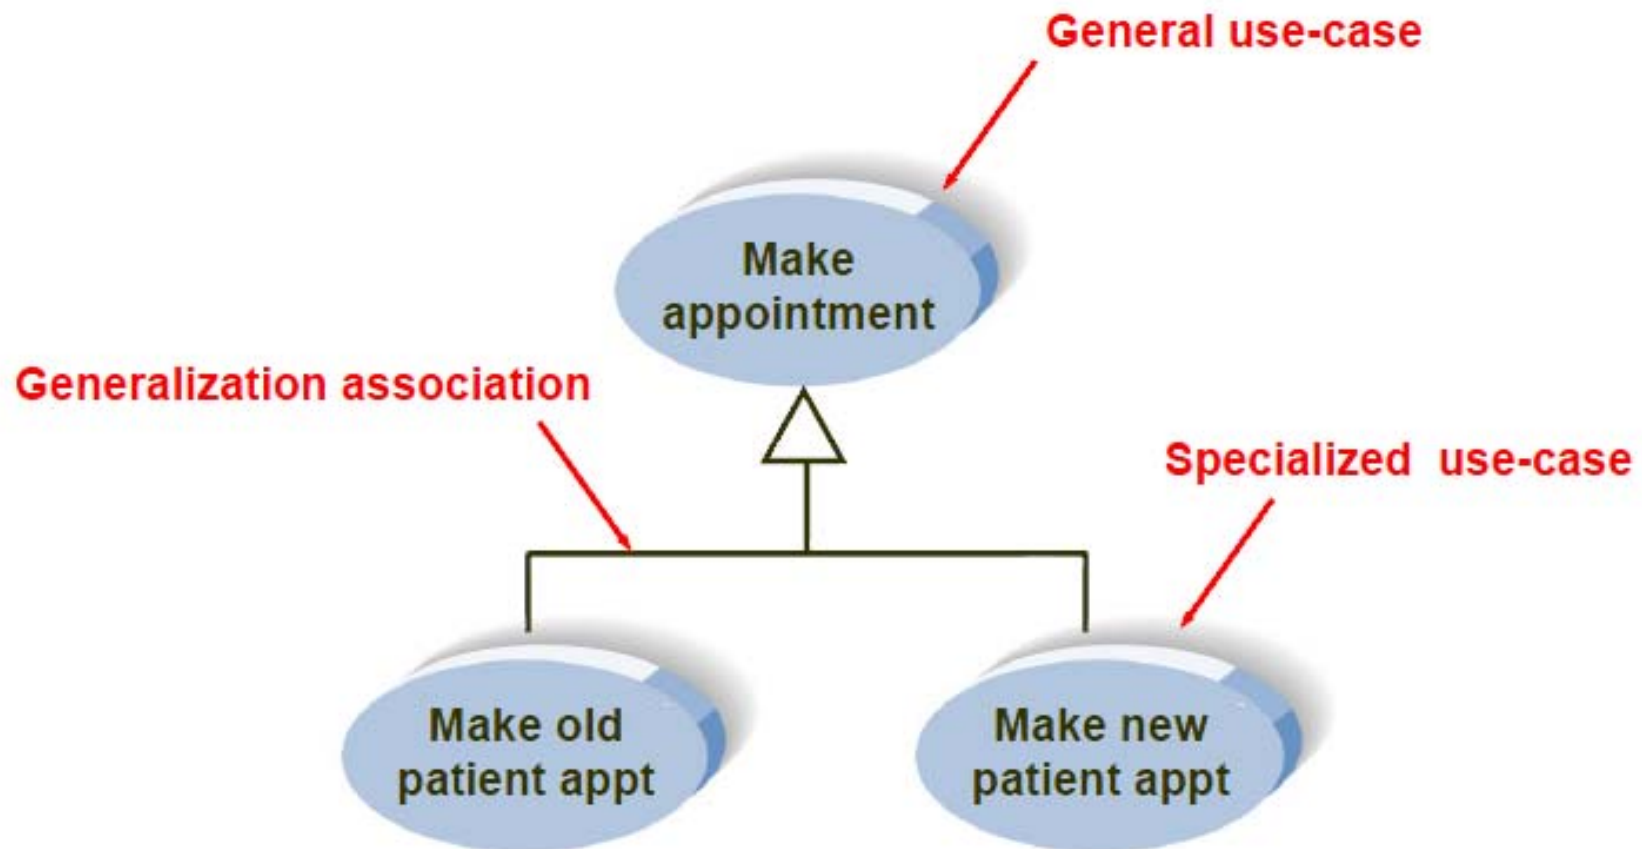 General use-case
Make
appointment
Generalization association
Specialized use-case
Make old
patient appt
Make new
patient appt